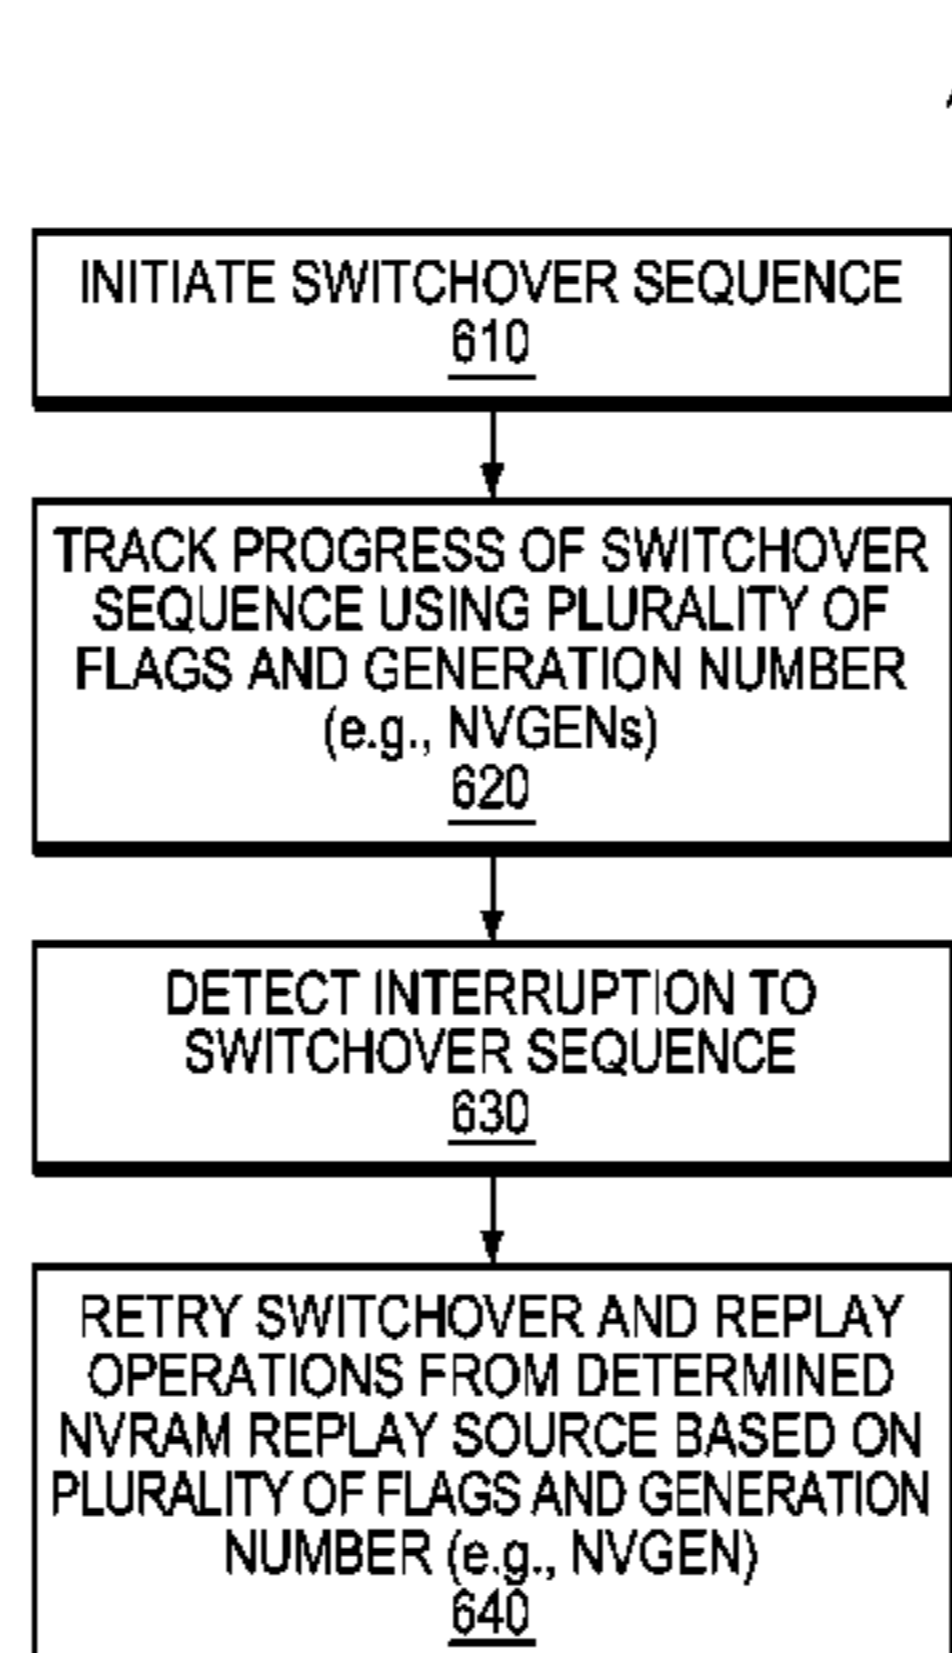 INITIATE SWITCHOVER SEQUENCE
610
TRACK PROGRESS OF SWITCHOVER
SEQUENCE USING PLURALITY OF
FLAGS AND GENERATION NUMBER
(e.g., NVGENs)
620
DETECT INTERRUPTION TO
SWITCHOVER SEQUENCE
630
RETRY SWITCHOVER AND REPLAY
OPERATIONS FROM DETERMINED
NVRAM REPLAY SOURCE BASED ON
PLURALITY OF FLAGS AND GENERATION
NUMBER (e.g., NVGEN)
640